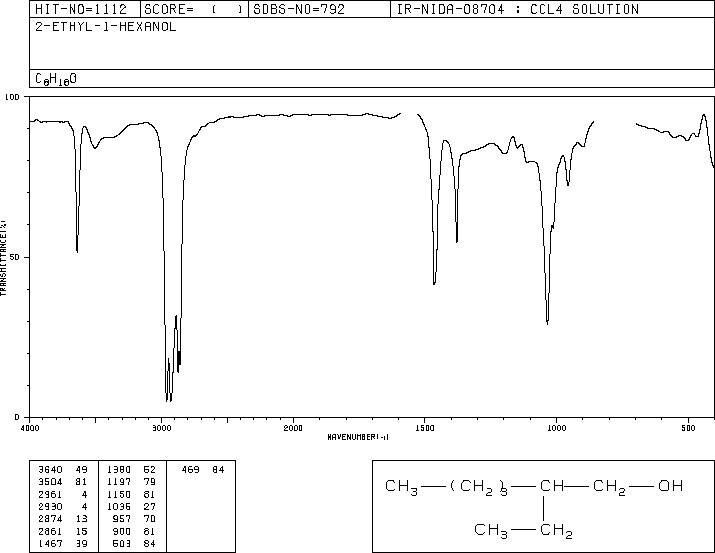 HIT-NO=1112 SCORE= ( ) SDBS-NO=792 IR-NIDA-08704 : CCL4 SOLUTION
2-ETHYL-1-HEXANOL
C8H18O
100
50
0
TRANSMITTANCE(%)
4000 3000 2000 1500 1000 500
WAVENUMBER(-1)
3640 49 1380 52 469 84
3504 81 1197 79
2961 4 1150 81
2930 4 1036 27
2874 13 957 70
2861 15 900 81
1467 39 503 84
CH3 (CH2)3 CH CH2 OH
CH3 CH2